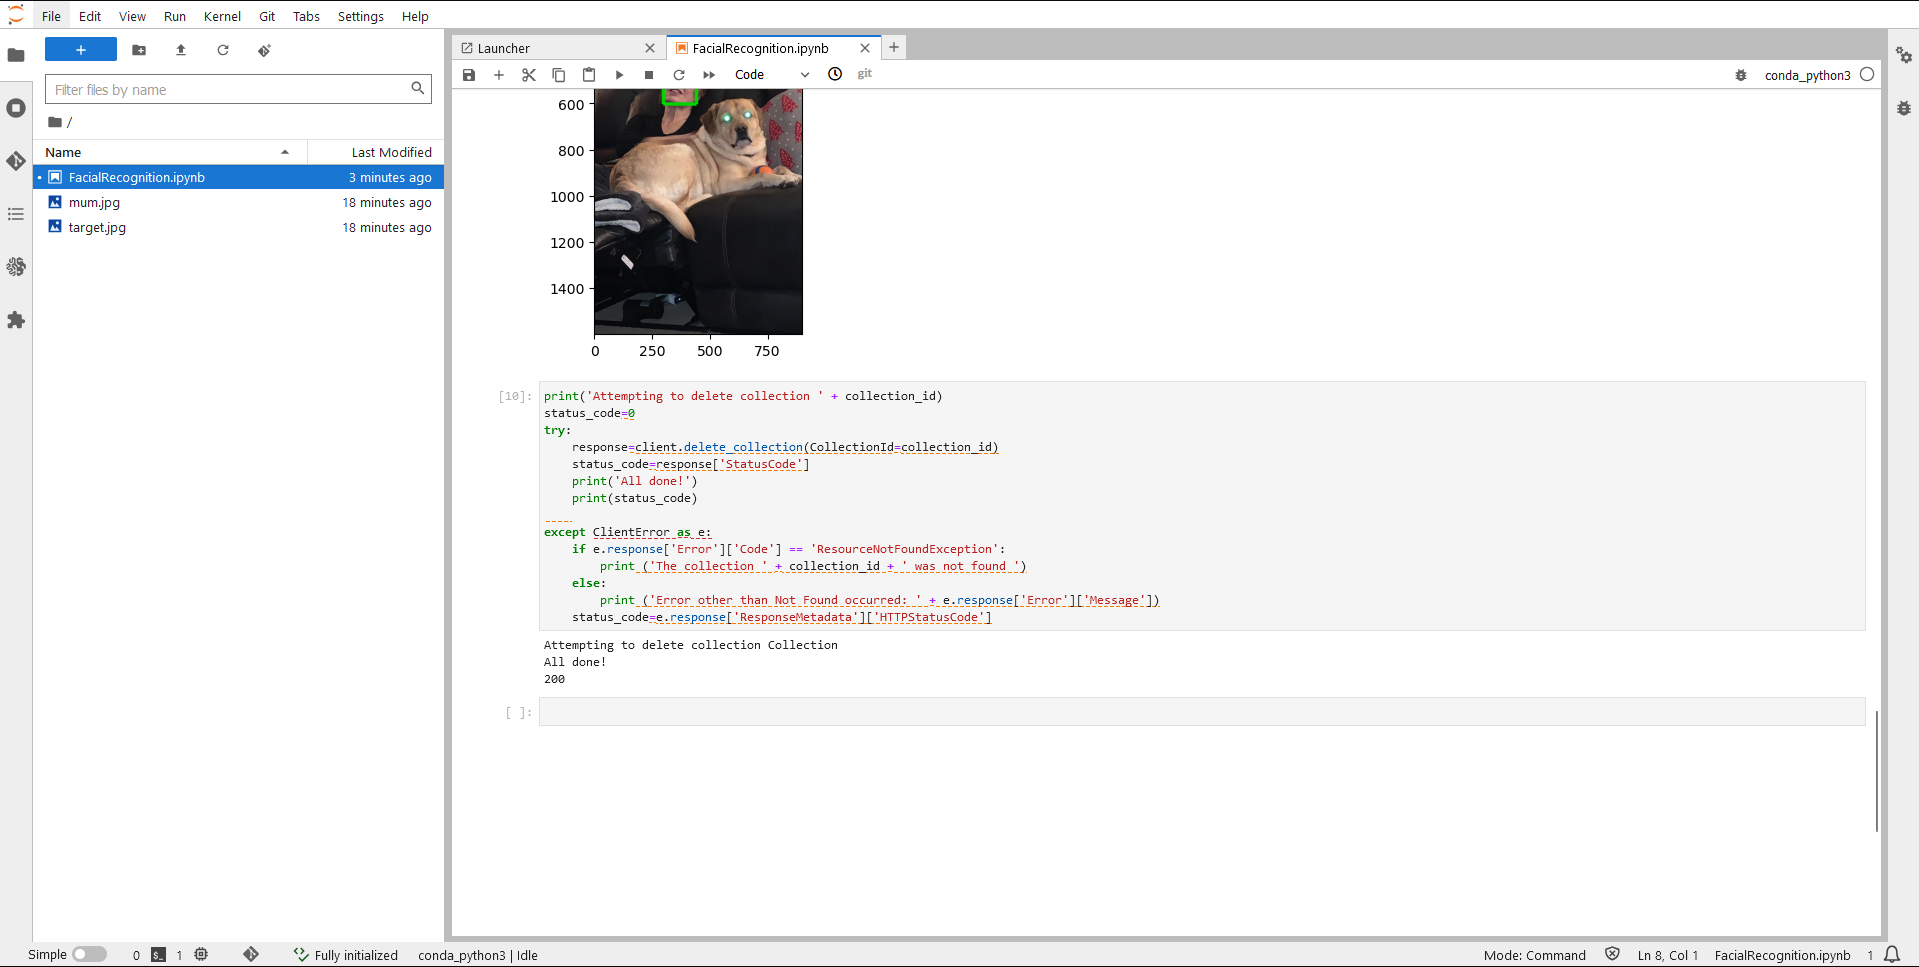 File Edit View Run Kernel Git Tabs Settings Help
+
Filter files by name
/
Name Last Modified
FacialRecognition.ipynb 3 minutes ago
mum.jpg 18 minutes ago
target.jpg 18 minutes ago
Launcher
FacialRecognition.ipynb
Code git conda_python3
600
800
1000
1200
1400
0 250 500 750
[10]:
print('Attempting to delete collection ' + collection_id)
status_code=0
try:
    response=client.delete_collection(CollectionId=collection_id)
    status_code=response['StatusCode']
    print('All done!')
    print(status_code)
except ClientError as e:
    if e.response['Error']['Code'] == 'ResourceNotFoundException':
        print ('The collection ' + collection_id + ' was not found ')
    else:
        print ('Error other than Not Found occurred: ' + e.response['Error']['Message'])
    status_code=e.response['ResponseMetadata']['HTTPStatusCode']
Attempting to delete collection Collection
All done!
200
[ ]:
Simple 0 $_ 1 Fully initialized conda_python3 | Idle Mode: Command Ln 8, Col 1 FacialRecognition.ipynb 1